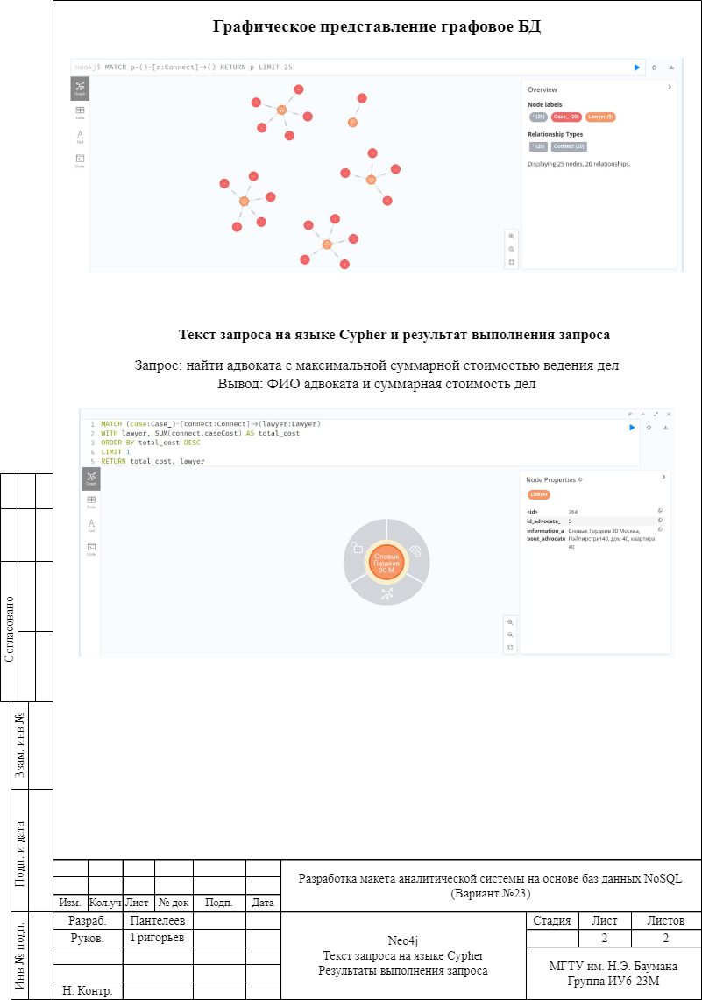 Графическое представление графовое БД
neo4j$ MATCH p=()-[r:Connect]→() RETURN p LIMIT 25
Graph
Table
Text
Code
Overview
Node labels
* (25) Case_ (20) Lawyer (5)
Relationship Types
* (20) Connect (20)
Displaying 25 nodes, 20 relationships.
Текст запроса на языке Cypher и результат выполнения запроса
Запрос: найти адвоката с максимальной суммарной стоимостью ведения дел
Вывод: ФИО адвоката и суммарная стоимость дел
1 MATCH (case:Case_)-[connect:Connect]→(lawyer:Lawyer)
2 WITH lawyer, SUM(connect.caseCost) AS total_cost
3 ORDER BY total_cost DESC
4 LIMIT 1
5 RETURN total_cost, lawyer
Graph
Table
Text
Code
Словык
Гордеив
30 М
Node Properties
Lawyer
<id> 264
id_advocate_ 5
information_a Словык Гордеив 30 Москва,
bout_advocate Пэйпирстрит40, дом 40, квартира
40
Согласовано
Взам. инв №
Подп. и дата
Инв № подп.
Изм. Кол.уч Лист № док Подп. Дата
Разраб. Пантелеев
Руков. Григорьев
Н. Контр.
Разработка макета аналитической системы на основе баз данных NoSQL
(Вариант №23)
Neo4j
Текст запроса на языке Cypher
Результаты выполнения запроса
Стадия Лист Листов
2 2
МГТУ им. Н.Э. Баумана
Группа ИУ6-23М